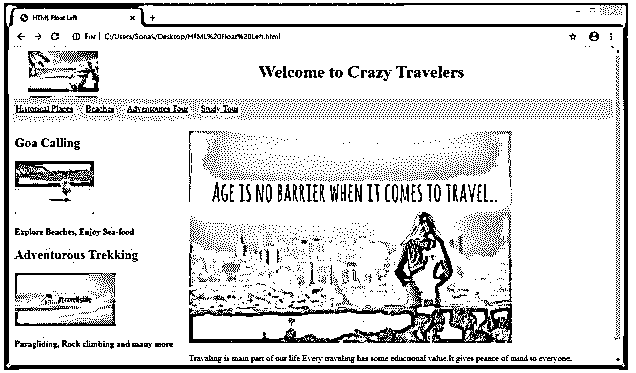 HTML Float Left
C:/Users/Sonali/Desktop/HTML%20Float%20Left.html
Welcome to Crazy Travelers
Historical Places Beaches Adventoures Tour Study Tour
Goa Calling
AGE IS NO BARRIER WHEN IT COMES TO TRAVEL..
Explore Beaches, Enjoy Sea-food
Adventurous Trekking
Paragliding, Rock climbing and many more
Traveling is main part of our life.Every traveling has some eductional value.It gives peance of mind to everyone.